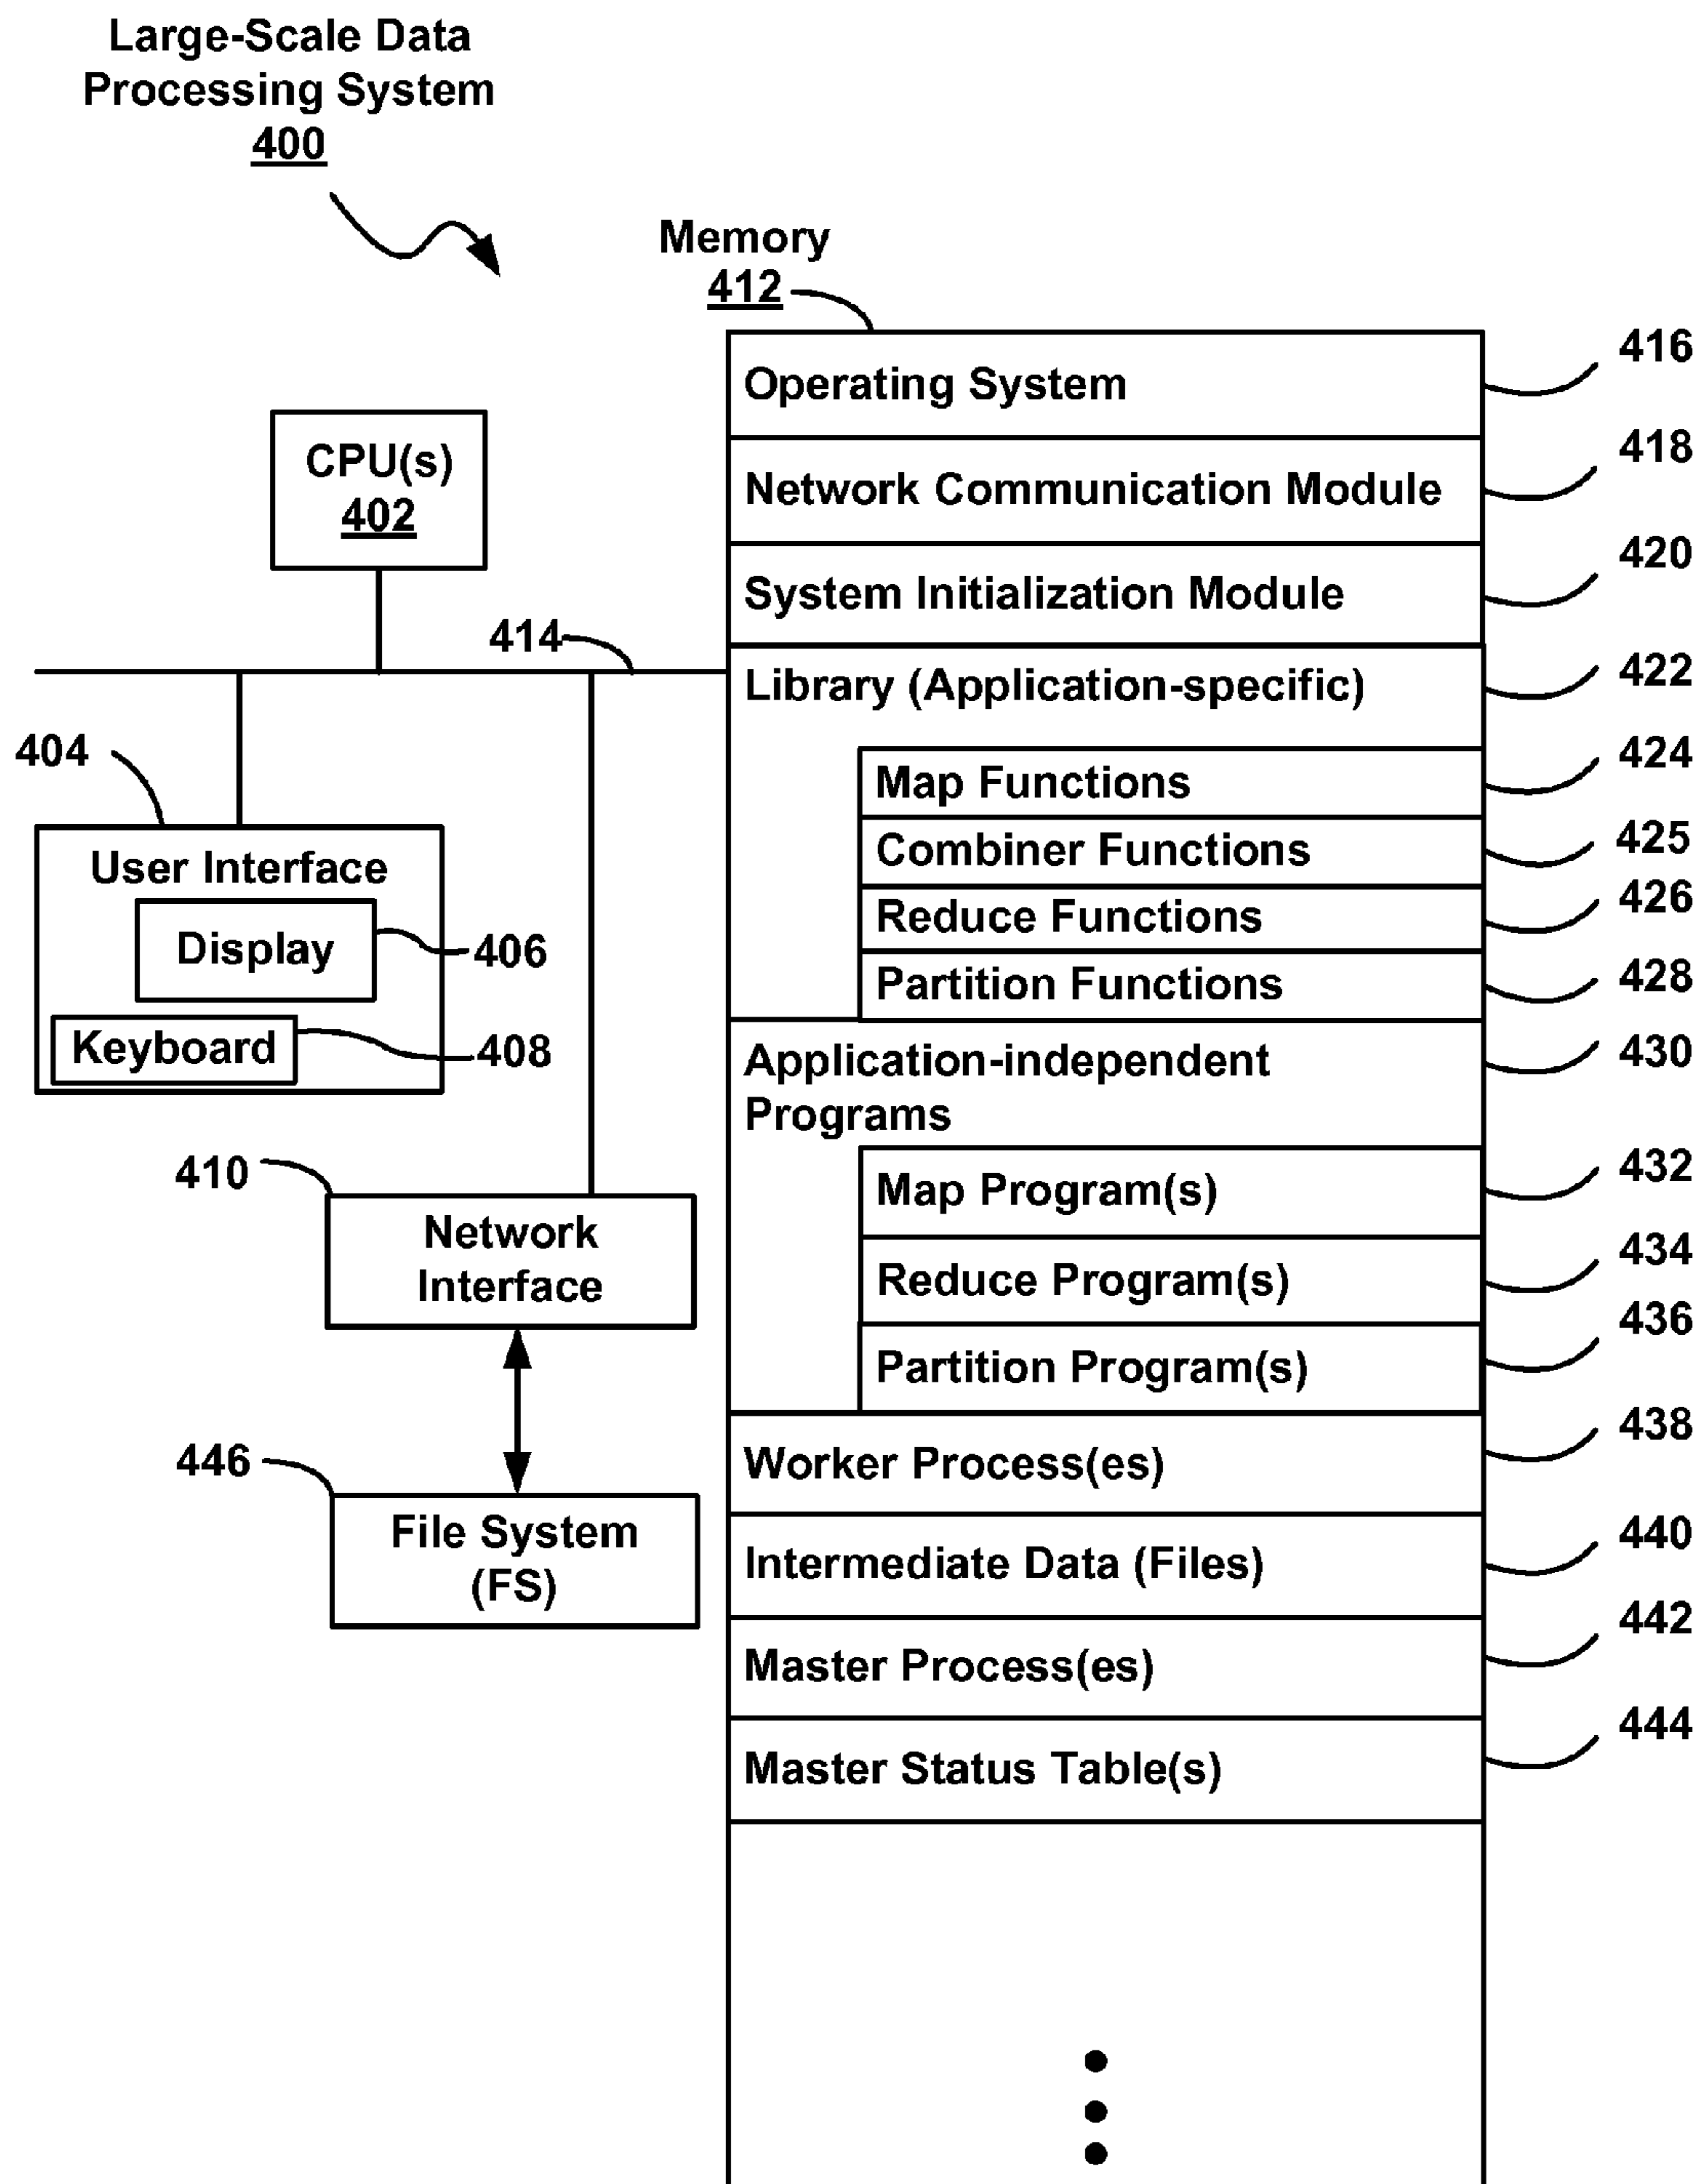 Large-Scale Data
Processing System
400
Memory
412
Operating System
416
Network Communication Module
418
System Initialization Module
420
Library (Application-specific)
422
Map Functions
424
Combiner Functions
425
Reduce Functions
426
Partition Functions
428
Application-independent
Programs
430
Map Program(s)
432
Reduce Program(s)
434
Partition Program(s)
436
Worker Process(es)
438
Intermediate Data (Files)
440
Master Process(es)
442
Master Status Table(s)
444
CPU(s)
402
414
404
User Interface
Display
406
Keyboard
408
410
Network
Interface
446
File System
(FS)